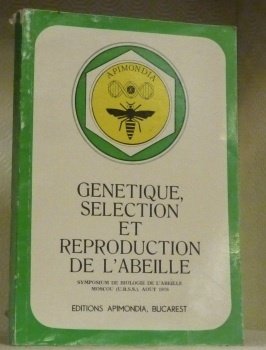 APIMONDIA
GENETIQUE,
SELECTION
ET
REPRODUCTION
DE L'ABEILLE
SYMPOSIUM DE BIOLOGIE DE L'ABEILLE
MOSCOU (U.R.S.S.), AOUT 1976
EDITIONS APIMONDIA, BUCAREST